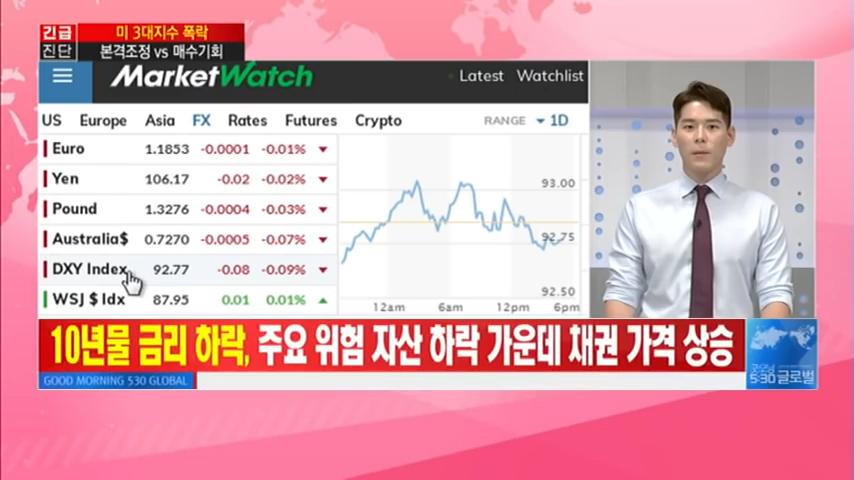 긴급
진단
미 3대지수 폭락
본격조정 vs 매수기회
MarketWatch
Latest Watchlist
US Europe Asia FX Rates Futures Crypto RANGE 1D
Euro 1.1853 -0.0001 -0.01%
Yen 106.17 -0.02 -0.02%
Pound 1.3276 -0.0004 -0.03%
Australia$ 0.7270 -0.0005 -0.07%
DXY Index 92.77 -0.08 -0.09%
WSJ $ Idx 87.95 0.01 0.01%
93.00
92.75
92.50
12am 6am 12pm 6pm
10년물 금리 하락, 주요 위험 자산 하락 가운데 채권 가격 상승
GOOD MORNING 530 GLOBAL
굿모닝
5:30 글로벌